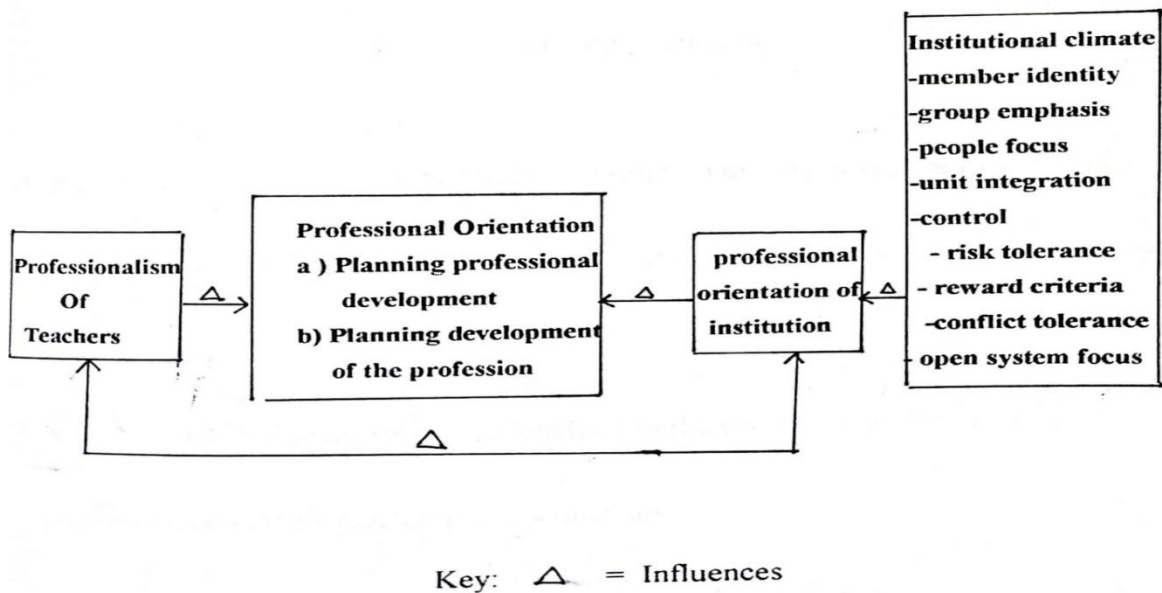 Professionalism
Of
Teachers
Professional Orientation
a ) Planning professional
development
b) Planning development
of the profession
professional
orientation of
institution
Institutional climate
-member identity
-group emphasis
-people focus
-unit integration
-control
- risk tolerance
- reward criteria
-conflict tolerance
- open system focus
Δ
Δ
Δ
Δ
Key: Δ = Influences